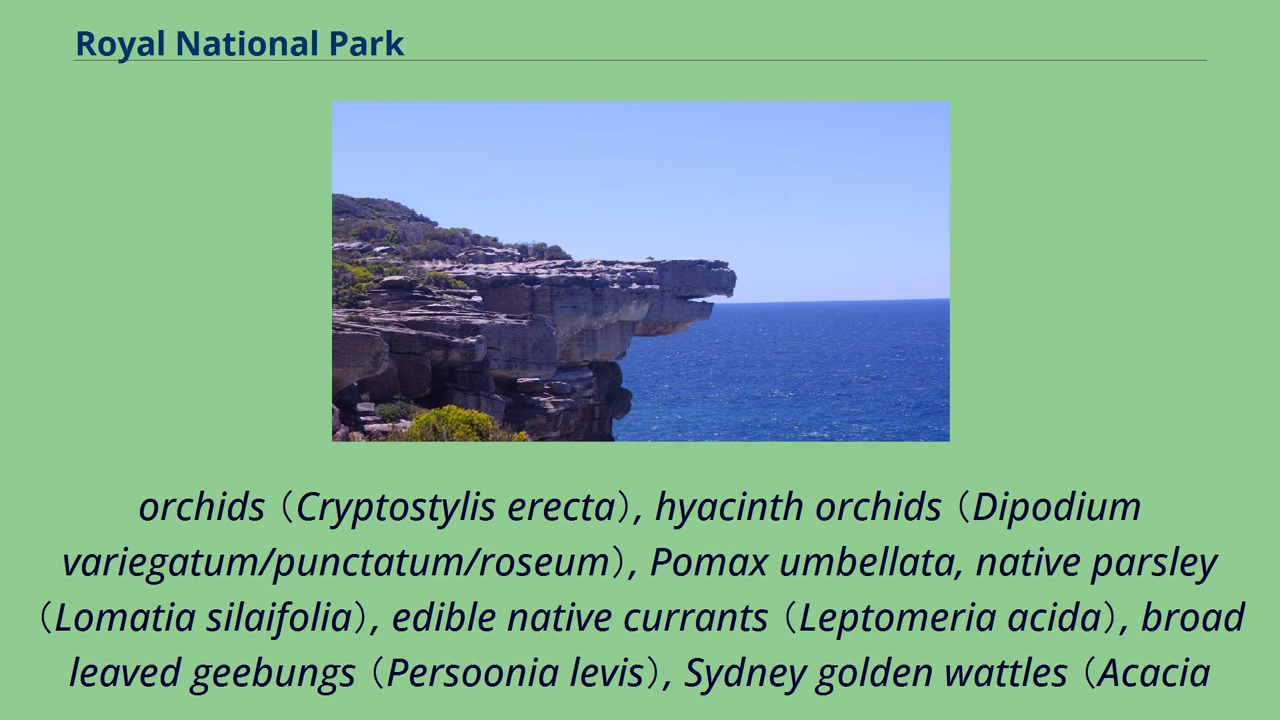 Royal National Park
orchids（Cryptostylis erecta）, hyacinth orchids（Dipodium
variegatum/punctatum/roseum）, Pomax umbellata, native parsley
（Lomatia silaifolia）, edible native currants（Leptomeria acida）, broad
leaved geebungs（Persoonia levis）, Sydney golden wattles（Acacia